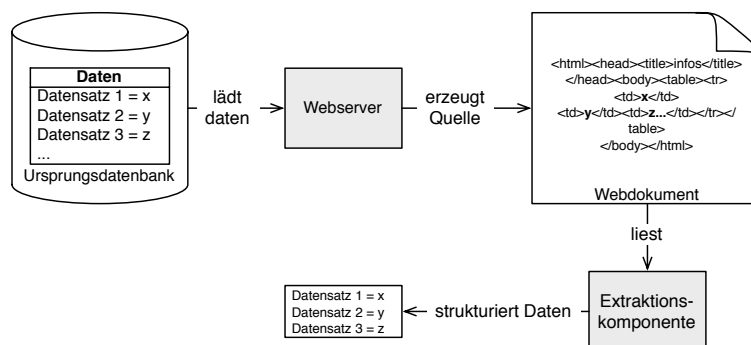 Daten
Datensatz 1 = x
Datensatz 2 = y
Datensatz 3 = z
...
Ursprungsdatenbank
lädt
daten
Webserver
erzeugt
Quelle
<html><head><title>infos</title>
</head><body><table><tr>
<td>x</td>
<td>y</td><td>z...</td></tr></
table>
</body></html>
Webdokument
liest
Extraktions-
komponente
strukturiert Daten
Datensatz 1 = x
Datensatz 2 = y
Datensatz 3 = z